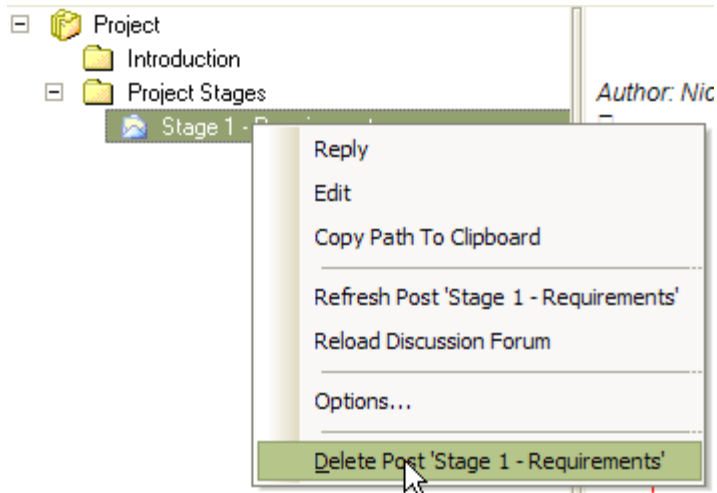 Project
Introduction
Project Stages
Author: Nic
Stage 1 -
Reply
Edit
Copy Path To Clipboard
Refresh Post 'Stage 1 - Requirements'
Reload Discussion Forum
Options...
Delete Post 'Stage 1 - Requirements'